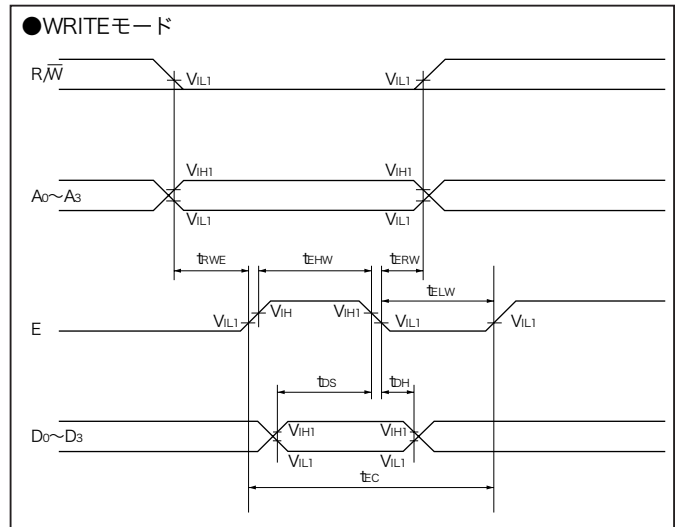 ●WRITEモード
R/W̅
VIL1 VIL1
VIH1 VIH1
A0〜A3
VIL1 VIL1
tRWE tEHW tERW
tELW
VIL1 VIH VIH1 VIL1 VIL1
E
tDS tDH
D0〜D3
VIH1 VIH1
VIL1 VIL1
tEC